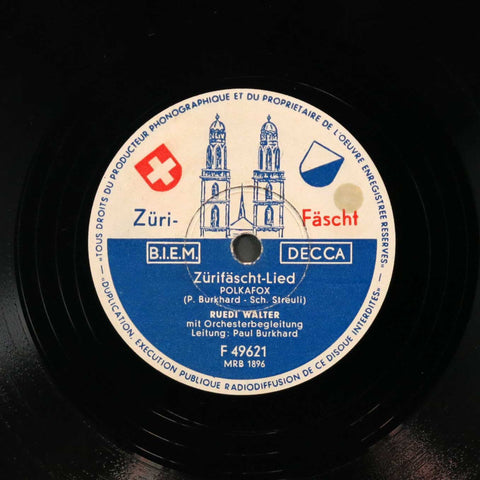 "TOUS DROITS DU PRODUCTEUR PHONOGRAPHIQUE ET DU PROPRIETAIRE DE L'OEUVRE ENREGISTREE RESERVES"
Züri- Fäscht
B.I.E.M. DECCA
Zürifäscht-Lied
POLKAFOX
(P. Burkhard - Sch. Streuli)
RUEDI WALTER
mit Orchesterbegleitung
Leitung: Paul Burkhard
F 49621
MRB 1896
"DUPLICATION, EXECUTION PUBLIQUE RADIODIFFUSION DE CE DISQUE INTERDITES"